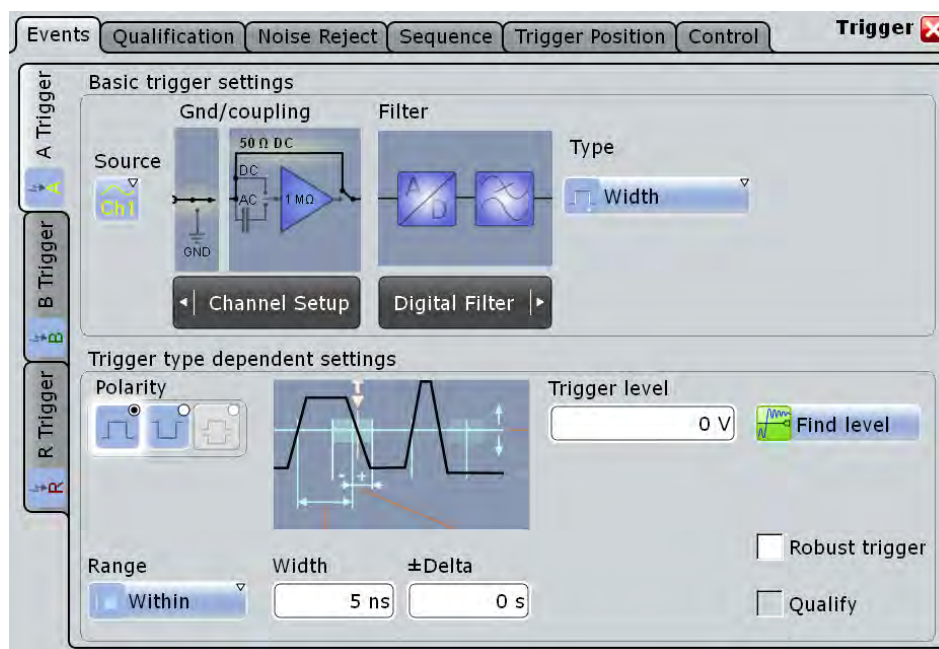 Events Qualification Noise Reject Sequence Trigger Position Control Trigger
A Trigger
A
B Trigger
B
R Trigger
R
Basic trigger settings
Gnd/coupling Filter
Source
Ch1
50 Ω DC
DC
AC
1 MΩ
GND
A
D
Type
Width
Channel Setup Digital Filter
Trigger type dependent settings
Polarity
T
- +
Trigger level
0 V
Find level
Robust trigger
Range Width ±Delta
Within 5 ns 0 s
Qualify